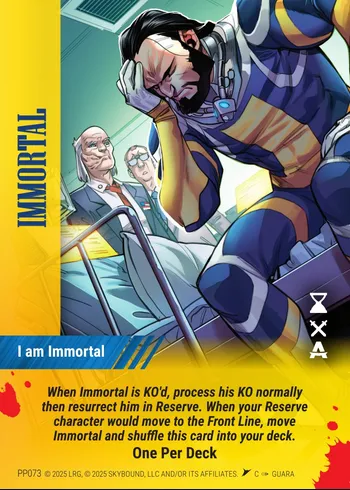 IMMORTAL
I am Immortal
When Immortal is KO'd, process his KO normally
then resurrect him in Reserve. When your Reserve
character would move to the Front Line, move
Immortal and shuffle this card into your deck.
One Per Deck
PP073 © 2025 LRG, © 2025 SKYBOUND, LLC AND/OR ITS AFFILIATES. C ✑ GUARA